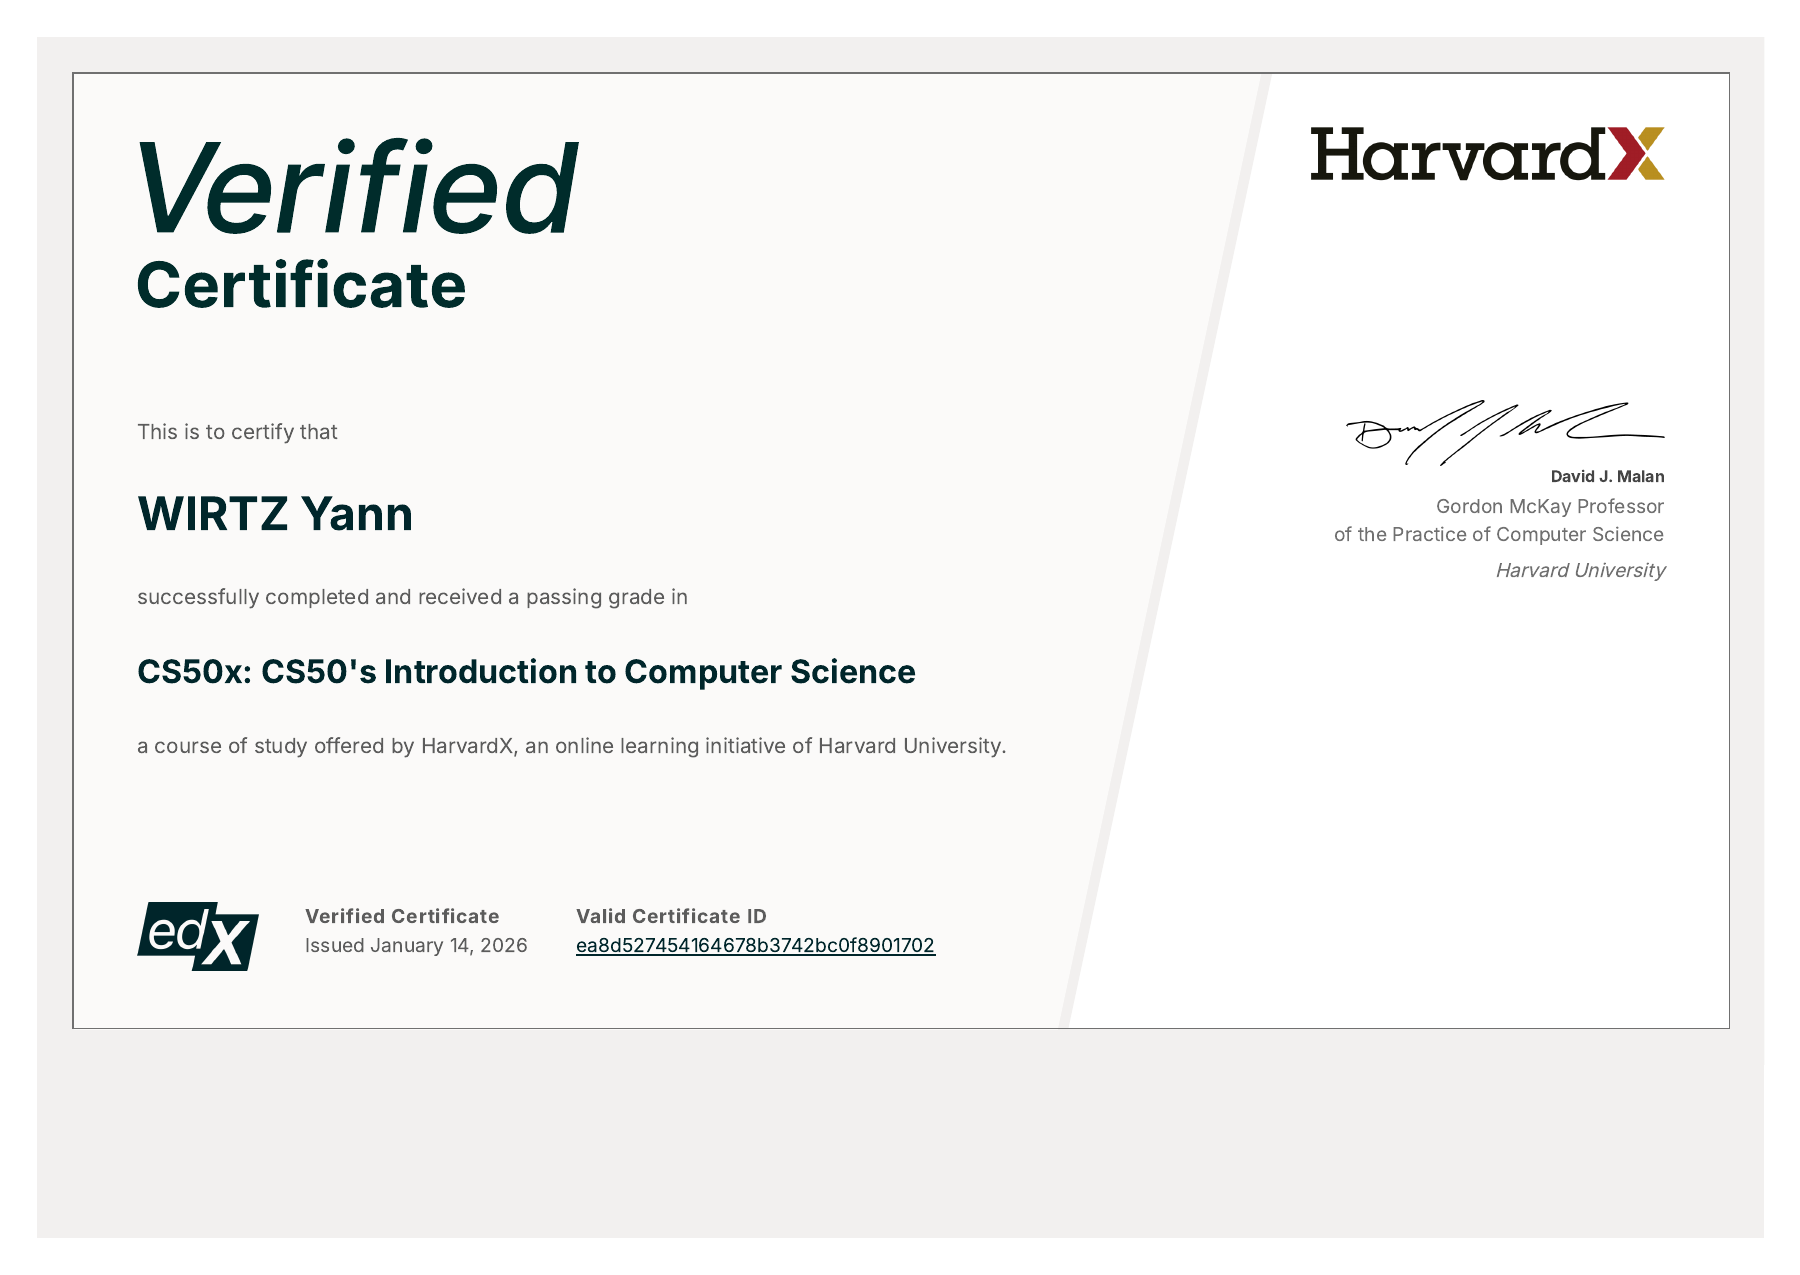 Verified
Certificate
This is to certify that
WIRTZ Yann
successfully completed and received a passing grade in
CS50x: CS50's Introduction to Computer Science
a course of study offered by HarvardX, an online learning initiative of Harvard University.
edX
Verified Certificate
Issued January 14, 2026
Valid Certificate ID
ea8d527454164678b3742bc0f8901702
HarvardX
David J. Malan
Gordon McKay Professor
of the Practice of Computer Science
Harvard University